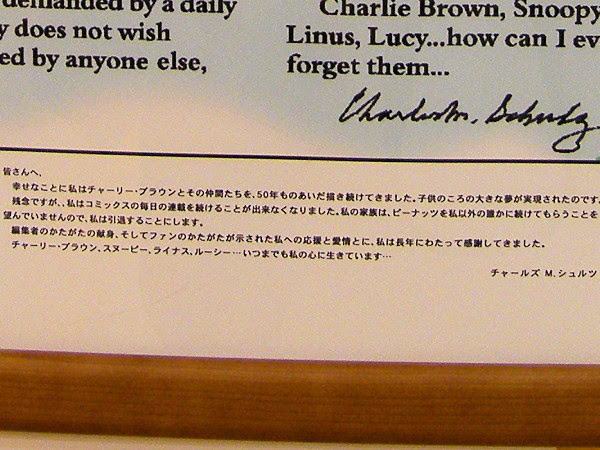 demanded by a daily
y does not wish
ed by anyone else,
Charlie Brown, Snoopy
Linus, Lucy...how can I ev
forget them...
Charles M. Schulz
皆さんへ、
幸せなことに私はチャーリー・ブラウンとその仲間たちを、50年ものあいだ描き続けてきました。子供のころの大きな夢が実現されたのです。
残念ですが、、私はコミックスの毎日の連載を続けることが出来なくなりました。私の家族は、ピーナッツを私以外の誰かに続けてもらうことを
望んでいませんので、私は引退することにします。
編集者のかたがたの献身、そしてファンのかたがたが示された私への応援と愛情とに、私は長年にわたって感謝してきました。
チャーリー・ブラウン、スヌーピー、ライナス、ルーシー…いつまでも私の心に生きています…
チャールズ M.シュルツ